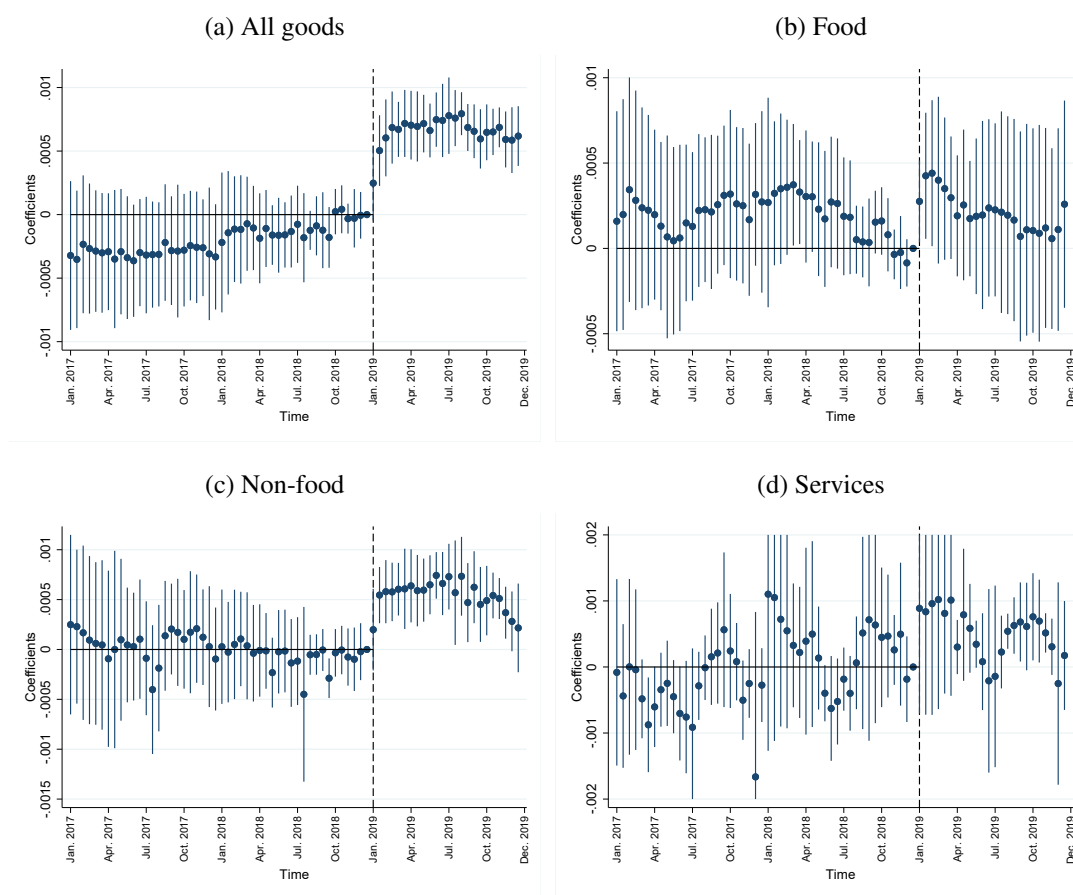 (a) All goods
.001
.0005
0
-.0005
-.001
Coefficients
Jan. 2017
Apr. 2017
Jul. 2017
Oct. 2017
Jan. 2018
Apr. 2018
Jul. 2018
Oct. 2018
Jan. 2019
Apr. 2019
Jul. 2019
Oct. 2019
Dec. 2019
Time
(b) Food
.001
.0005
0
-.0005
Coefficients
Jan. 2017
Apr. 2017
Jul. 2017
Oct. 2017
Jan. 2018
Apr. 2018
Jul. 2018
Oct. 2018
Jan. 2019
Apr. 2019
Jul. 2019
Oct. 2019
Dec. 2019
Time
(c) Non-food
.001
.0005
0
-.0005
-.001
-.0015
Coefficients
Jan. 2017
Apr. 2017
Jul. 2017
Oct. 2017
Jan. 2018
Apr. 2018
Jul. 2018
Oct. 2018
Jan. 2019
Apr. 2019
Jul. 2019
Oct. 2019
Dec. 2019
Time
(d) Services
.002
.001
0
-.001
-.002
Coefficients
Jan. 2017
Apr. 2017
Jul. 2017
Oct. 2017
Jan. 2018
Apr. 2018
Jul. 2018
Oct. 2018
Jan. 2019
Apr. 2019
Jul. 2019
Oct. 2019
Dec. 2019
Time